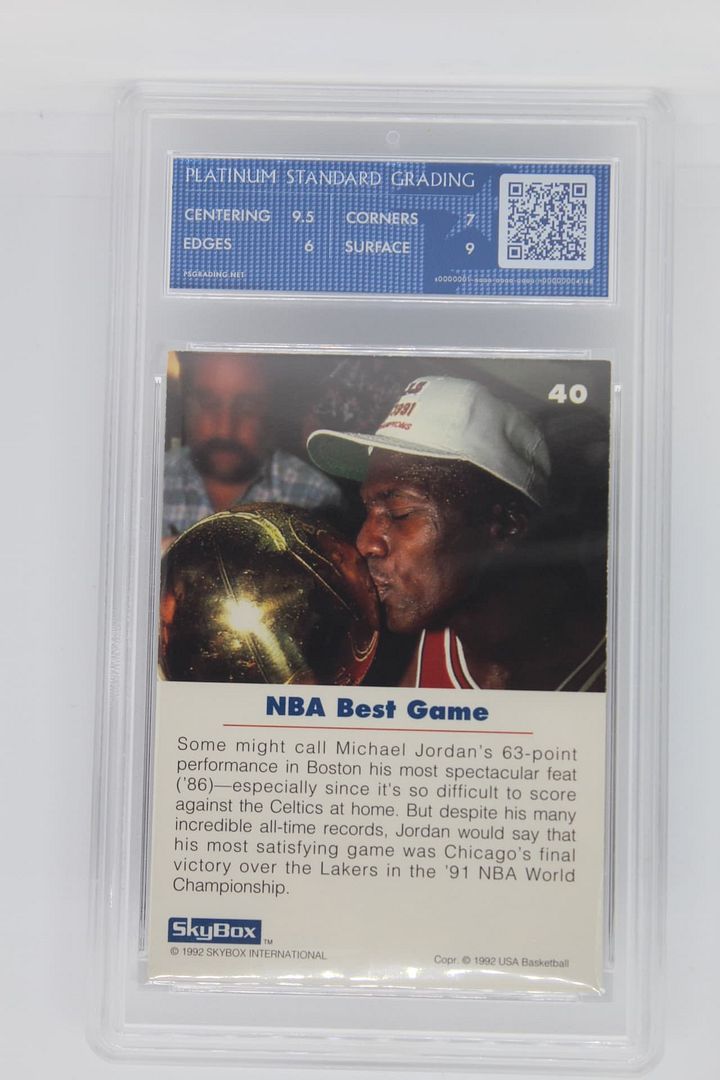 PLATINUM STANDARD GRADING
CENTERING 9.5 CORNERS 7
EDGES 6 SURFACE 9
PSGRADING.NET
40
1991
NBA Best Game
Some might call Michael Jordan's 63-point
performance in Boston his most spectacular feat
('86)—especially since it's so difficult to score
against the Celtics at home. But despite his many
incredible all-time records, Jordan would say that
his most satisfying game was Chicago's final
victory over the Lakers in the '91 NBA World
Championship.
SkyBox™
© 1992 SKYBOX INTERNATIONAL
Copr. © 1992 USA Basketball